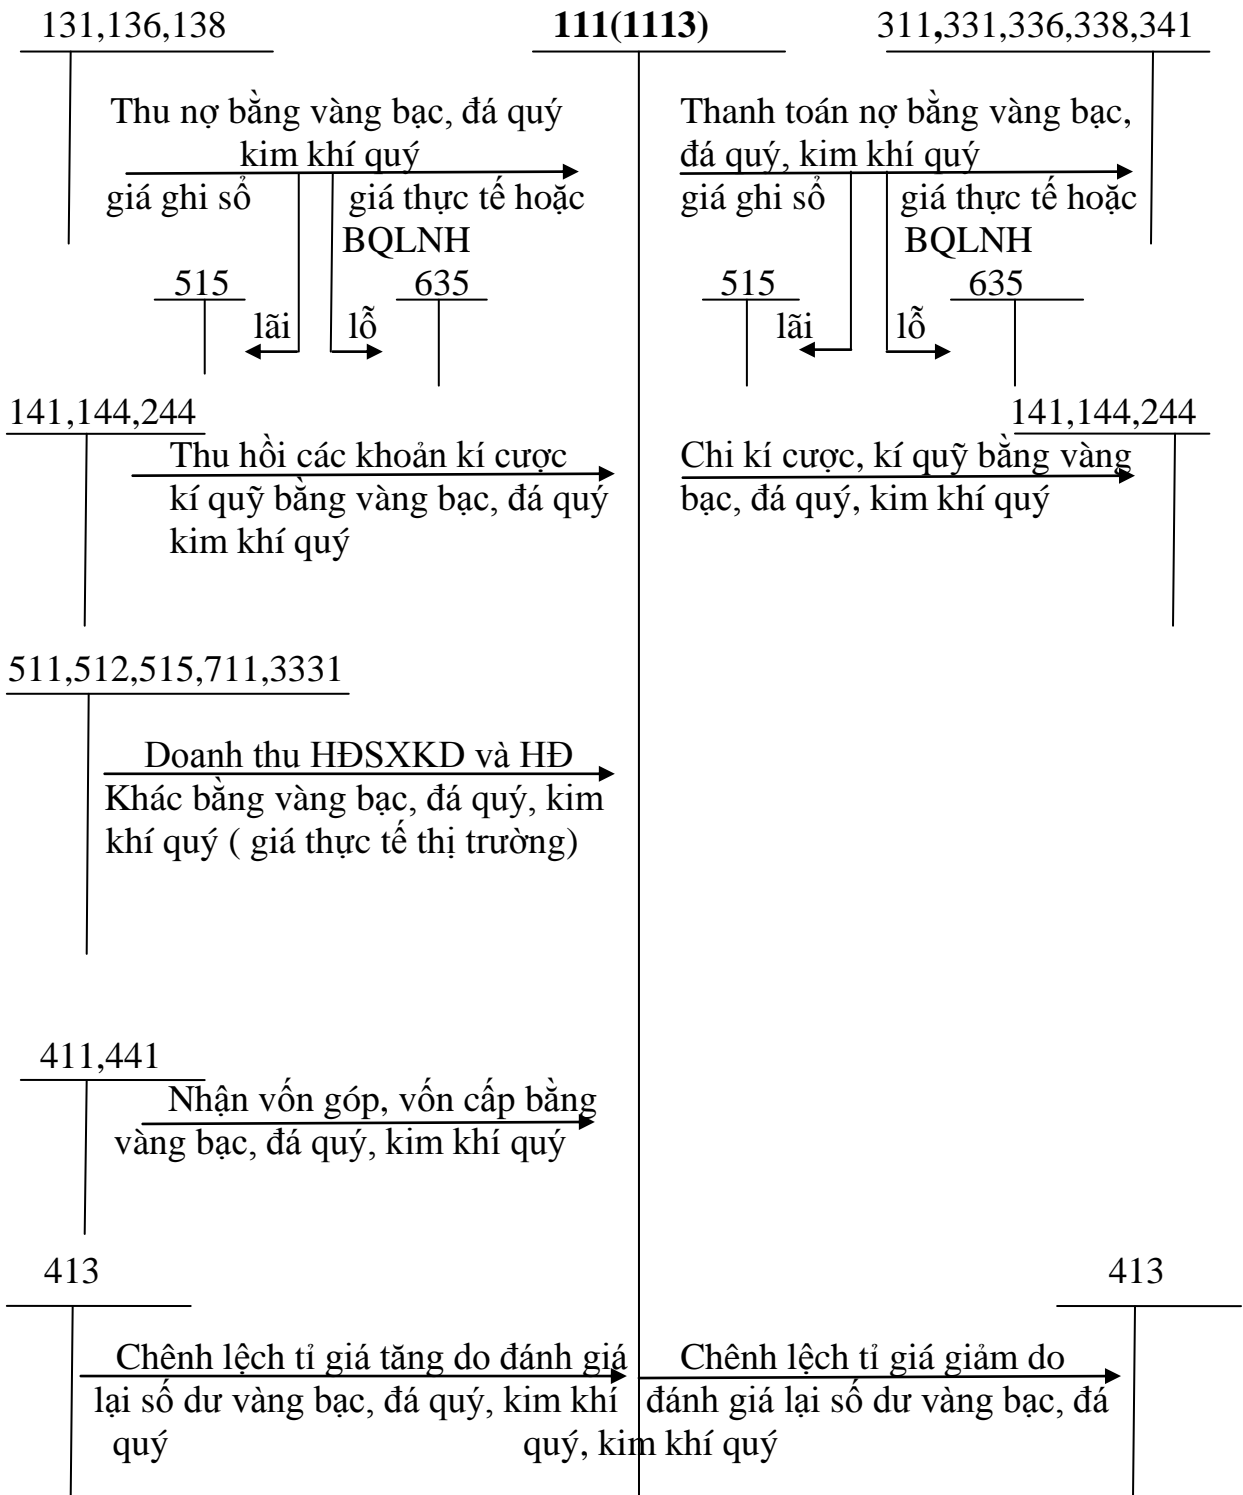 131,136,138
111(1113)
311,331,336,338,341
Thu nợ bằng vàng bạc, đá quý
kim khí quý
giá ghi sổ
giá thực tế hoặc
BQLNH
515
635
lãi
lỗ
Thanh toán nợ bằng vàng bạc,
đá quý, kim khí quý
giá ghi sổ
giá thực tế hoặc
BQLNH
515
635
lãi
lỗ
141,144,244
Thu hồi các khoản kí cược
kí quỹ bằng vàng bạc, đá quý
kim khí quý
141,144,244
Chi kí cược, kí quỹ bằng vàng
bạc, đá quý, kim khí quý
511,512,515,711,3331
Doanh thu HĐSXKD và HĐ
Khác bằng vàng bạc, đá quý, kim
khí quý ( giá thực tế thị trường)
411,441
Nhận vốn góp, vốn cấp bằng
vàng bạc, đá quý, kim khí quý
413
Chênh lệch tỉ giá tăng do đánh giá
lại số dư vàng bạc, đá quý, kim khí
quý
413
Chênh lệch tỉ giá giảm do
đánh giá lại số dư vàng bạc, đá
quý, kim khí quý